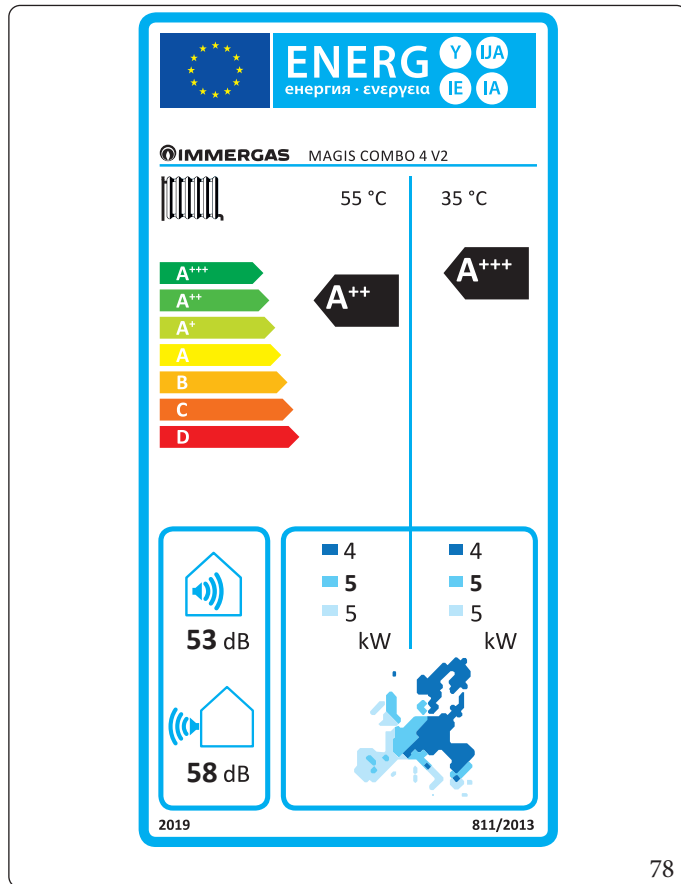 ENERG Y IJA
енергия · ενεργεια IE IA
IMMERGAS MAGIS COMBO 4 V2
55 °C 35 °C
A+++
A++
A+++
A++
A+
A
B
C
D
4 4
5 5
5 5
kW kW
53 dB
58 dB
2019 811/2013
78